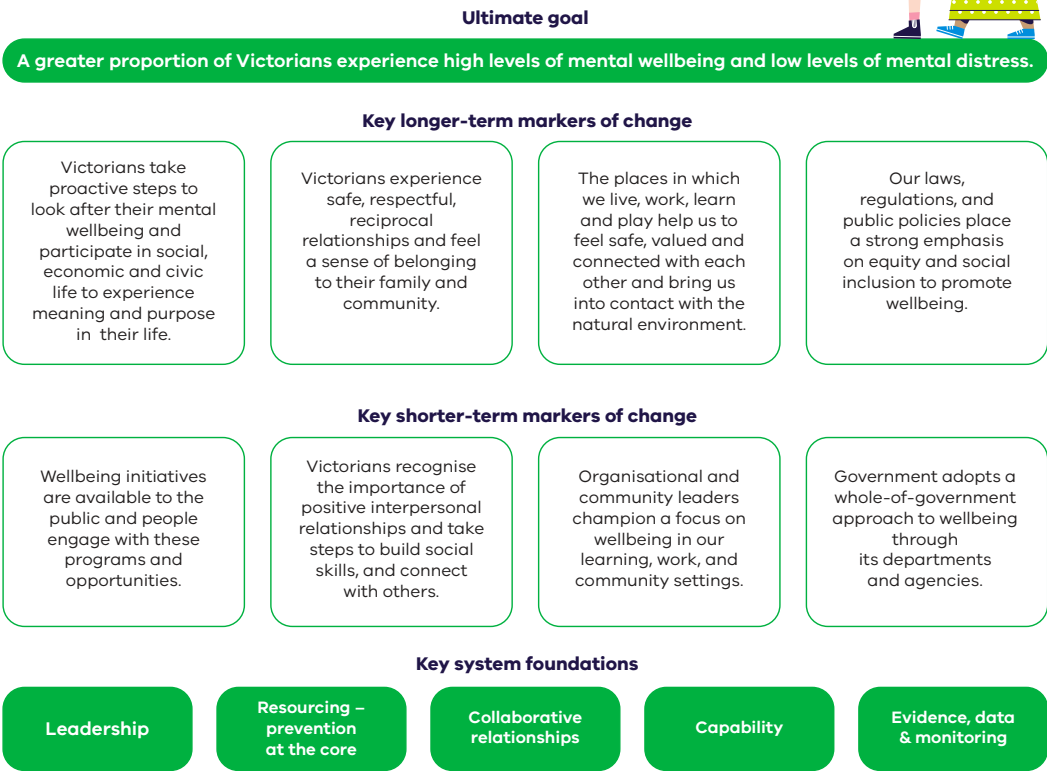 Ultimate goal
A greater proportion of Victorians experience high levels of mental wellbeing and low levels of mental distress.
Key longer-term markers of change
Victorians take
proactive steps to
look after their mental
wellbeing and
participate in social,
economic and civic
life to experience
meaning and purpose
in their life.
Victorians experience
safe, respectful,
reciprocal
relationships and feel
a sense of belonging
to their family and
community.
The places in which
we live, work, learn
and play help us to
feel safe, valued and
connected with each
other and bring us
into contact with the
natural environment.
Our laws,
regulations, and
public policies place
a strong emphasis
on equity and social
inclusion to promote
wellbeing.
Key shorter-term markers of change
Wellbeing initiatives
are available to the
public and people
engage with these
programs and
opportunities.
Victorians recognise
the importance of
positive interpersonal
relationships and take
steps to build social
skills, and connect
with others.
Organisational and
community leaders
champion a focus on
wellbeing in our
learning, work, and
community settings.
Government adopts a
whole-of-government
approach to wellbeing
through
its departments
and agencies.
Key system foundations
Leadership
Resourcing –
prevention
at the core
Collaborative
relationships
Capability
Evidence, data
& monitoring